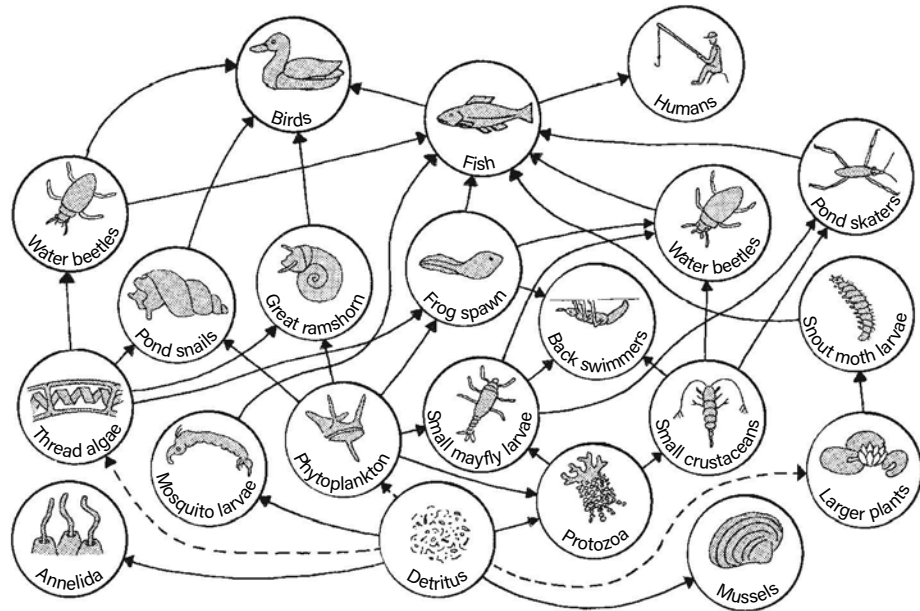 Birds
Humans
Fish
Water beetles
Pond skaters
Water beetles
Pond snails
Great ramshorn
Frog spawn
Back swimmers
Snout moth larvae
Thread algae
Mosquito larvae
Phytoplankton
Small mayfly larvae
Small crustaceans
Larger plants
Protozoa
Annelida
Detritus
Mussels